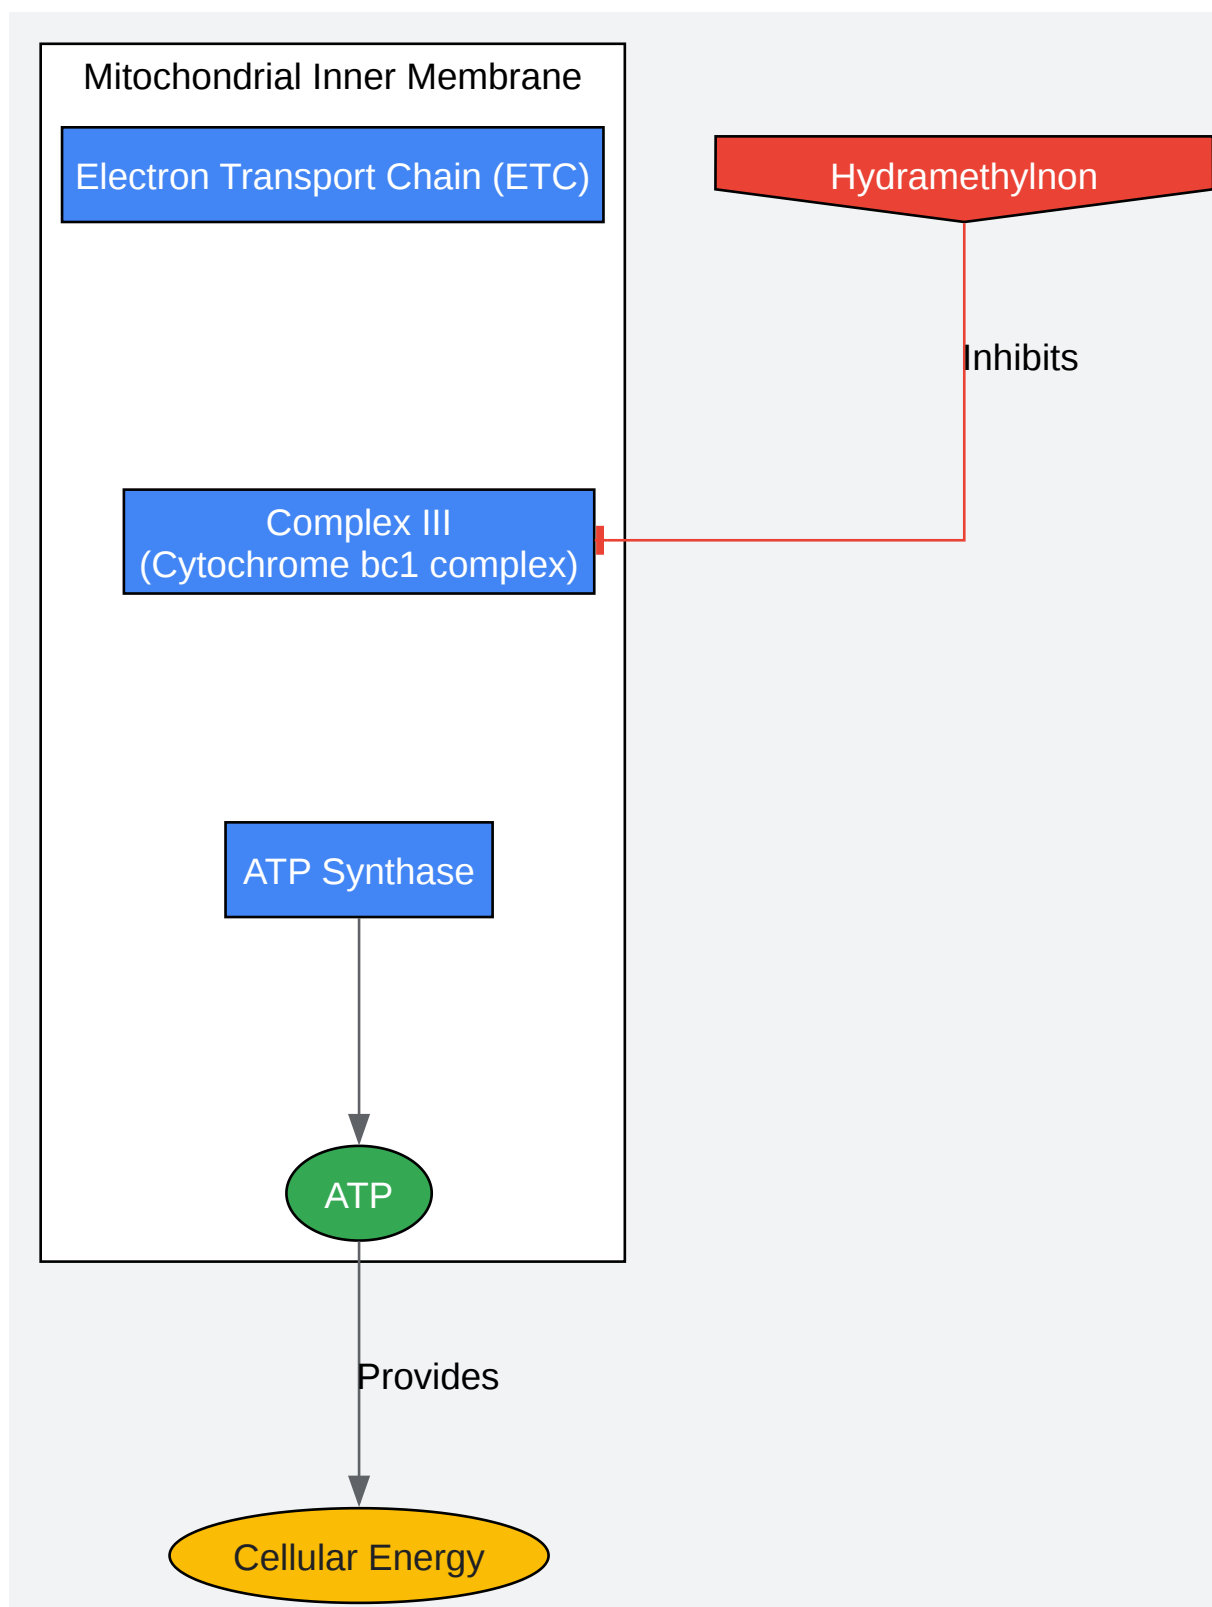 Mitochondrial Inner Membrane
Electron Transport Chain (ETC)
Hydramethylnon
Inhibits
Complex III
(Cytochrome bc1 complex)
ATP Synthase
ATP
Provides
Cellular Energy